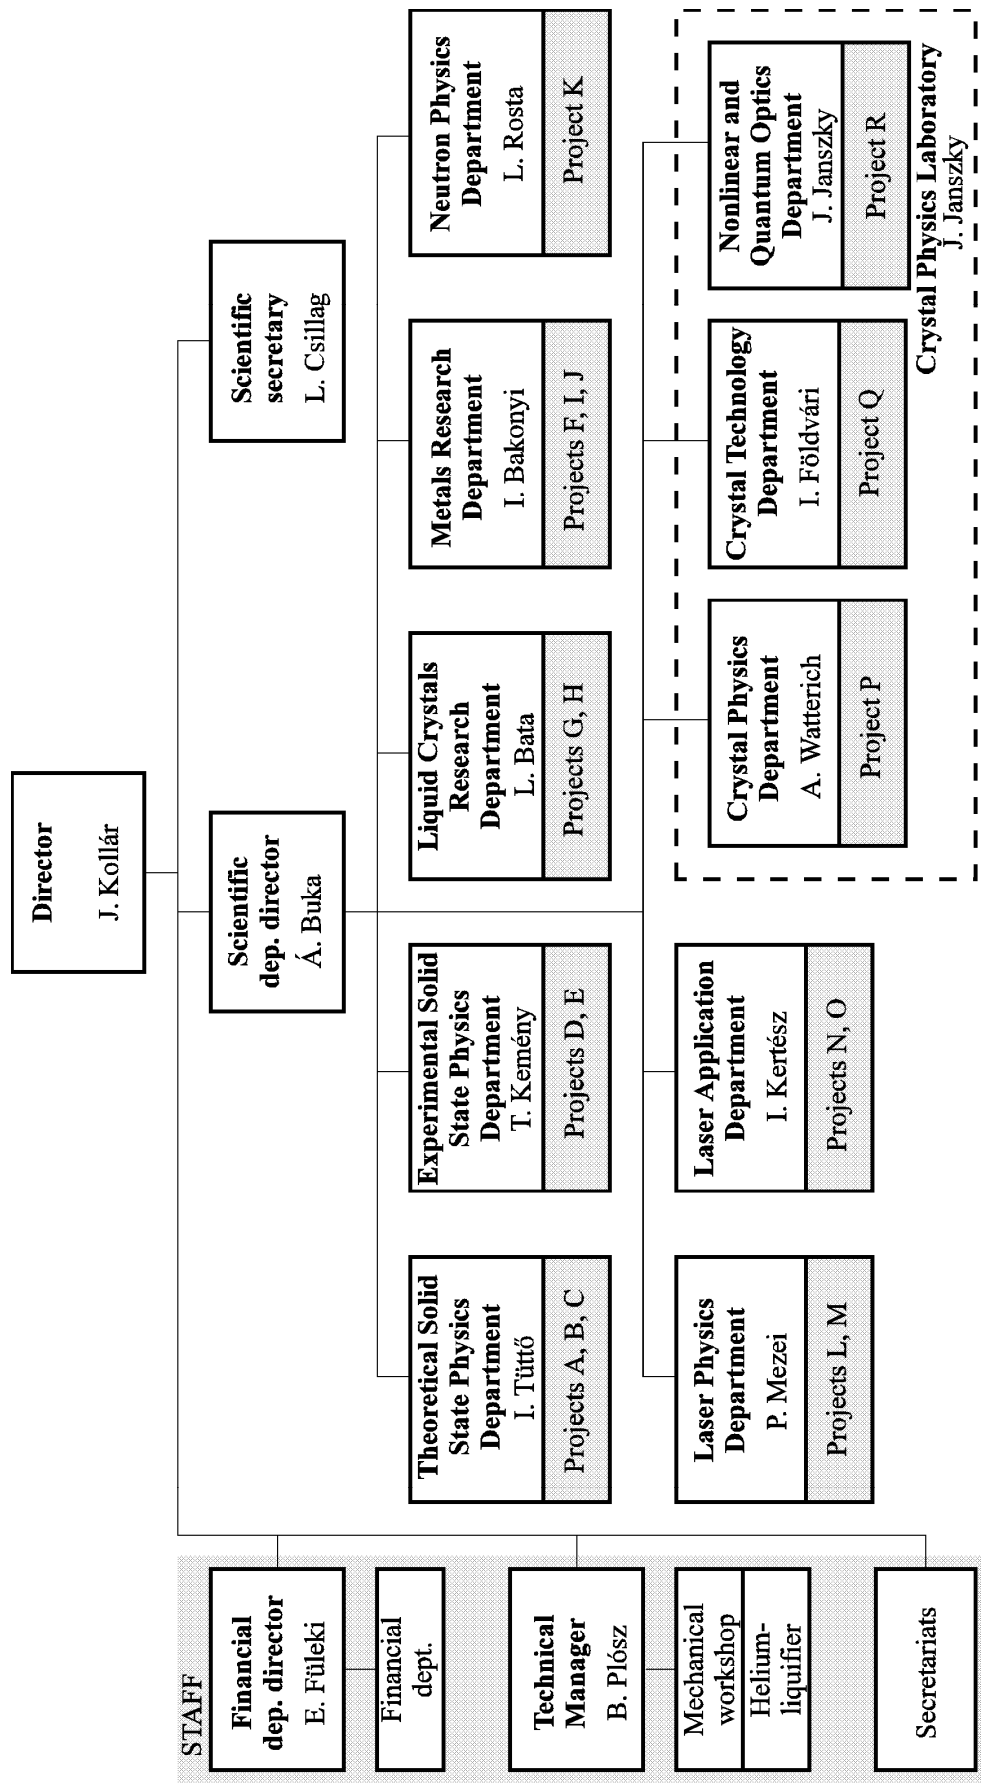 Director
J. Kollár
Scientific
dep. director
Á. Buka
Scientific
secretary
L. Csillag
STAFF
Financial
dep. director
E. Füleki
Financial
dept.
Technical
Manager
B. Plósz
Mechanical
workshop
Helium-
liquifier
Secretariats
Theoretical Solid
State Physics
Department
I. Tüttő
Projects A, B, C
Experimental Solid
State Physics
Department
T. Kemény
Projects D, E
Liquid Crystals
Research
Department
L. Bata
Projects G, H
Metals Research
Department
I. Bakonyi
Projects F, I, J
Neutron Physics
Department
L. Rosta
Project K
Laser Physics
Department
P. Mezei
Projects L, M
Laser Application
Department
I. Kertész
Projects N, O
Crystal Physics
Department
A. Watterich
Project P
Crystal Technology
Department
I. Földvári
Project Q
Nonlinear and
Quantum Optics
Department
J. Janszky
Project R
Crystal Physics Laboratory
J. Janszky